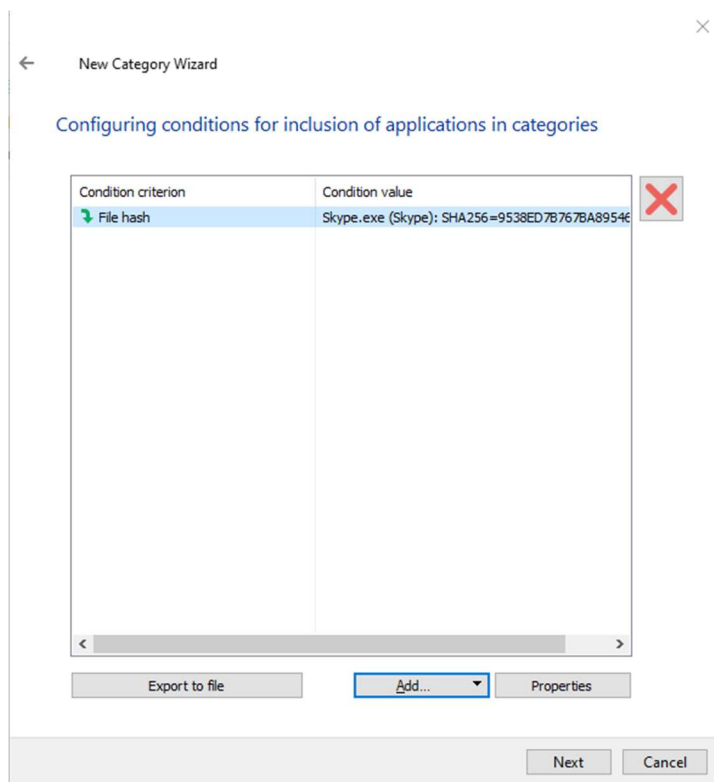 New Category Wizard
Configuring conditions for inclusion of applications in categories
Condition criterion Condition value
File hash Skype.exe (Skype): SHA256=9538ED7B767BA89546
Export to file Add... Properties
Next Cancel